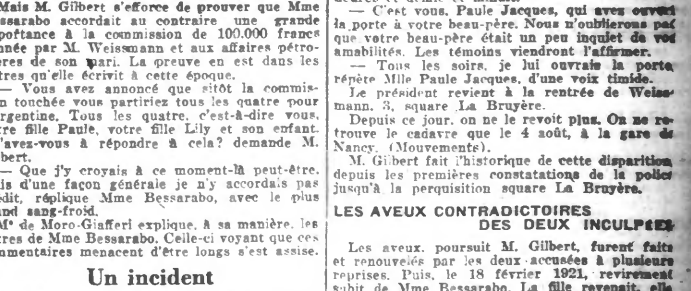 Mais M. Gilbert s'efforce de prouver que Mme
ssarabo accordait au contraire une grande
portance à la commission de 100.000 francs
nnée par M. Weissmann et aux affaires pétro-
ères de son mari. La preuve en est dans les
tres qu'elle écrivit à cette époque.
— Vous avez annoncé que sitôt la commis-
n touchée vous partiriez tous les quatre pour
rgentine. Tous les quatre, c'est-à-dire vous,
tre fille Paule, votre fille Lily et son enfant.
'avez-vous à répondre à cela? demande M.
bert.
— Que j'y croyais à ce moment-là peut-être,
is d'une façon générale je n'y accordais pas
édit, réplique Mme Bessarabo, avec le plus
and sang-froid.
Mᵉ de Moro-Giafferi explique, à sa manière, les
tres de Mme Bessarabo. Celle-ci voyant que ces
mmentaires menacent d'être longs s'est assise.
Un incident
— C'est vous, Paule Jacques, qui avez ouvert
la porte à votre beau-père. Nous n'oublierons pas
que votre beau-père était un peu inquiet de vos
amabilités. Les témoins viendront l'affirmer.
— Tous les soirs, je lui ouvrais la porte,
répète Mlle Paule Jacques, d'une voix timide.
Le président revient à la rentrée de Weiss-
mann, 3, square La Bruyère.
Depuis ce jour, on ne le revoit plus. On ne re-
trouve le cadavre que le 4 août, à la gare de
Nancy. (Mouvements).
M. Gilbert fait l'historique de cette disparition
depuis les premières constatations de la police
jusqu'à la perquisition square La Bruyère.
LES AVEUX CONTRADICTOIRES
DES DEUX INCULPÉES
Les aveux, poursuit M. Gilbert, furent faits
et renouvelés par les deux accusées à plusieurs
reprises. Puis, le 18 février 1921, revirement
subit de Mme Bessarabo. La fille revenait, elle